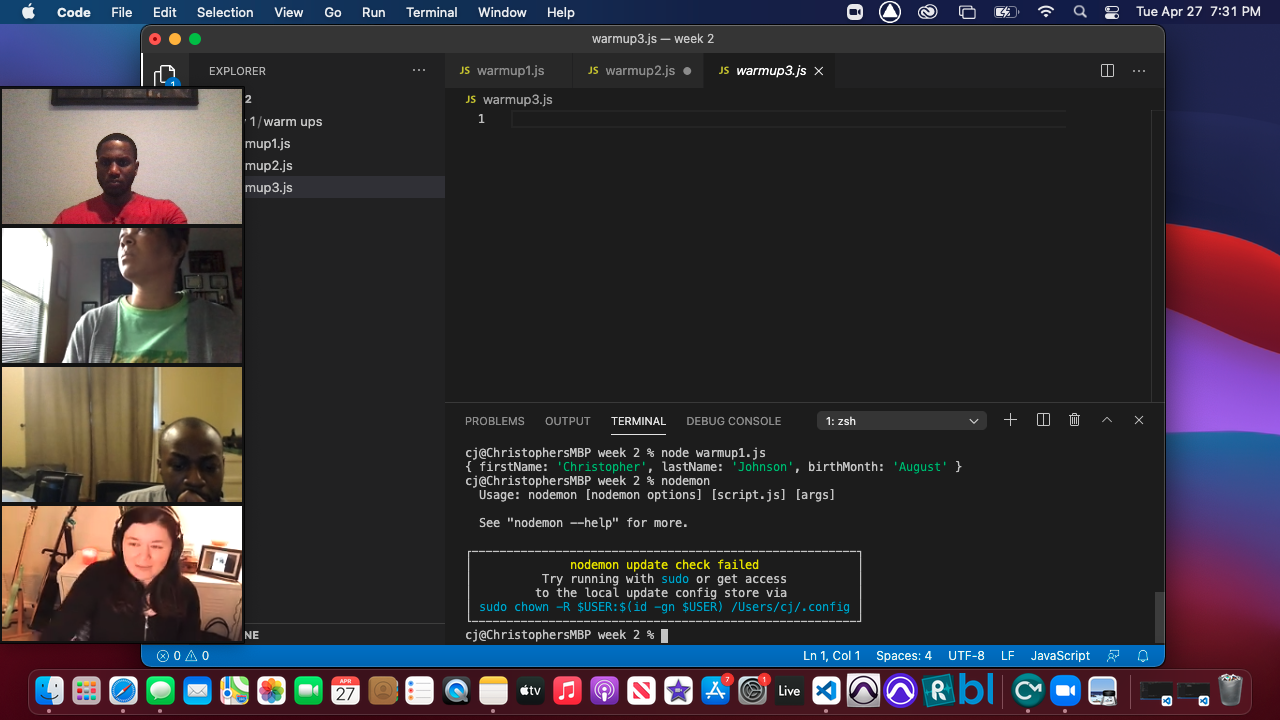 Code File Edit Selection View Go Run Terminal Window Help Tue Apr 27 7:31 PM
warmup3.js — week 2
EXPLORER
JS warmup1.js
JS warmup2.js
JS warmup3.js
1
2
1/warm ups
mup1.js
mup2.js
mup3.js
JS warmup3.js
1
PROBLEMS OUTPUT TERMINAL DEBUG CONSOLE 1: zsh
cj@ChristophersMBP week 2 % node warmup1.js
{ firstName: 'Christopher', lastName: 'Johnson', birthMonth: 'August' }
cj@ChristophersMBP week 2 % nodemon
Usage: nodemon [nodemon options] [script.js] [args]
See "nodemon --help" for more.
nodemon update check failed
Try running with sudo or get access
to the local update config store via
sudo chown -R $USER:$(id -gn $USER) /Users/cj/.config
cj@ChristophersMBP week 2 %
NE
0 0 Ln 1, Col 1 Spaces: 4 UTF-8 LF JavaScript
APR
27
tv
7
1
Live
R
bl